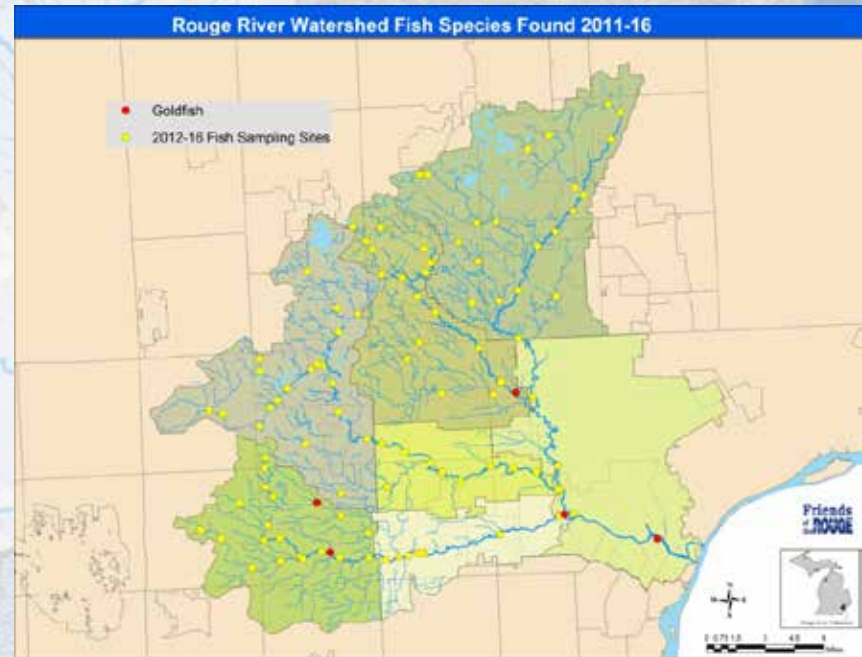 Rouge River Watershed Fish Species Found 2011-16
Goldfish
2012-16 Fish Sampling Sites
Friends
of the ROUGE